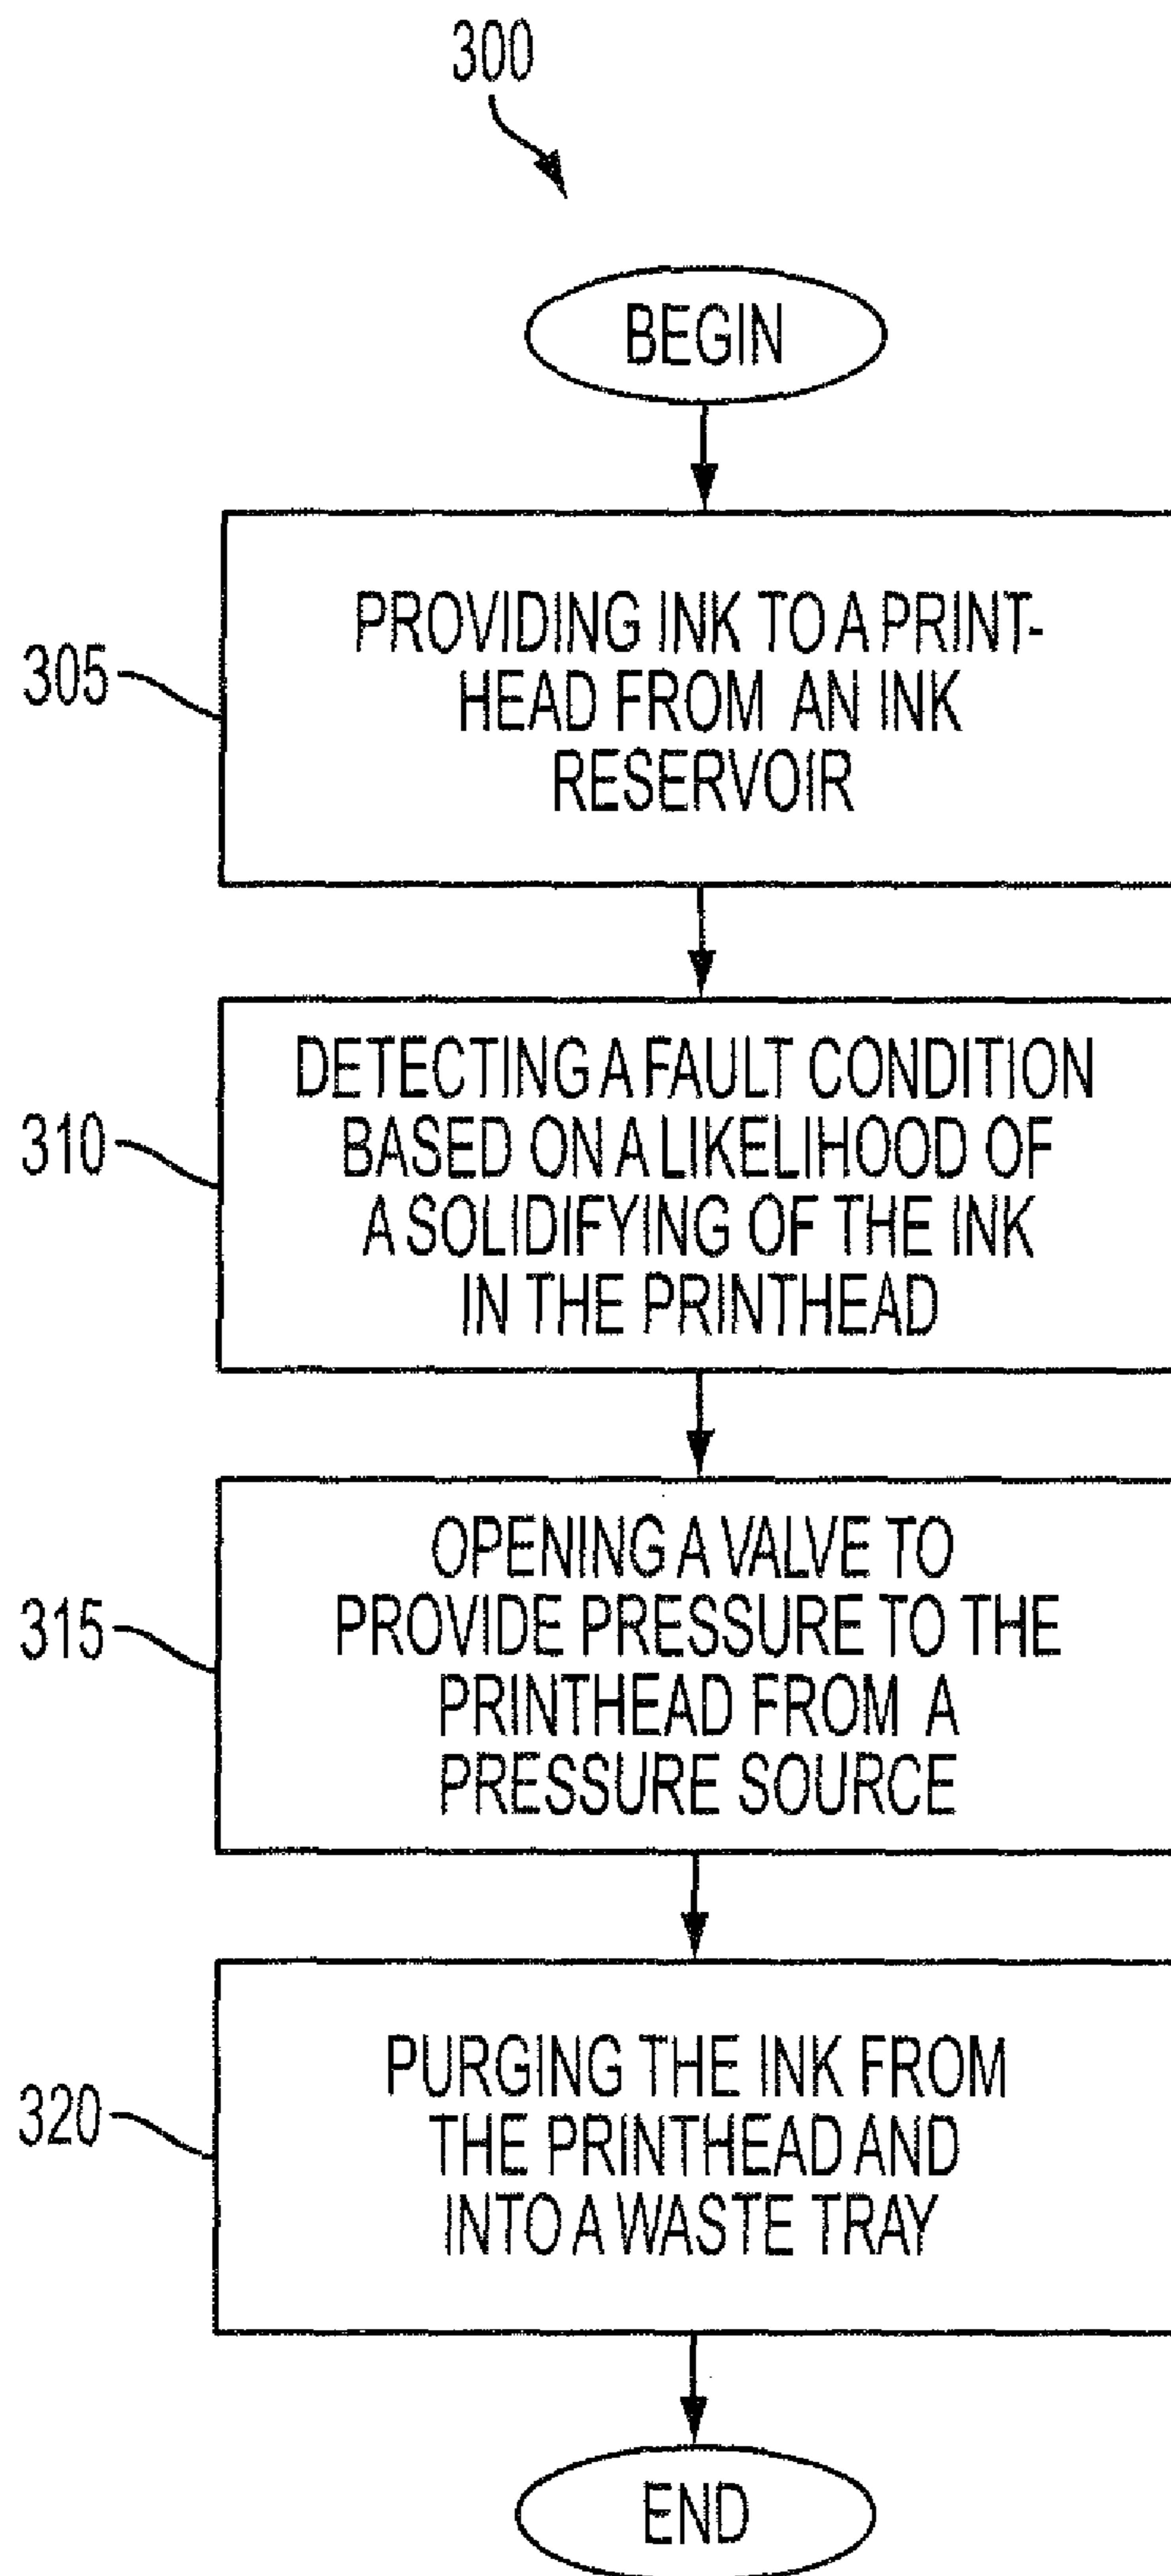 300
BEGIN
305
PROVIDING INK TO A PRINT-
HEAD FROM AN INK
RESERVOIR
310
DETECTING A FAULT CONDITION
BASED ON A LIKELIHOOD OF
A SOLIDIFYING OF THE INK
IN THE PRINTHEAD
315
OPENING A VALVE TO
PROVIDE PRESSURE TO THE
PRINTHEAD FROM A
PRESSURE SOURCE
320
PURGING THE INK FROM
THE PRINTHEAD AND
INTO A WASTE TRAY
END